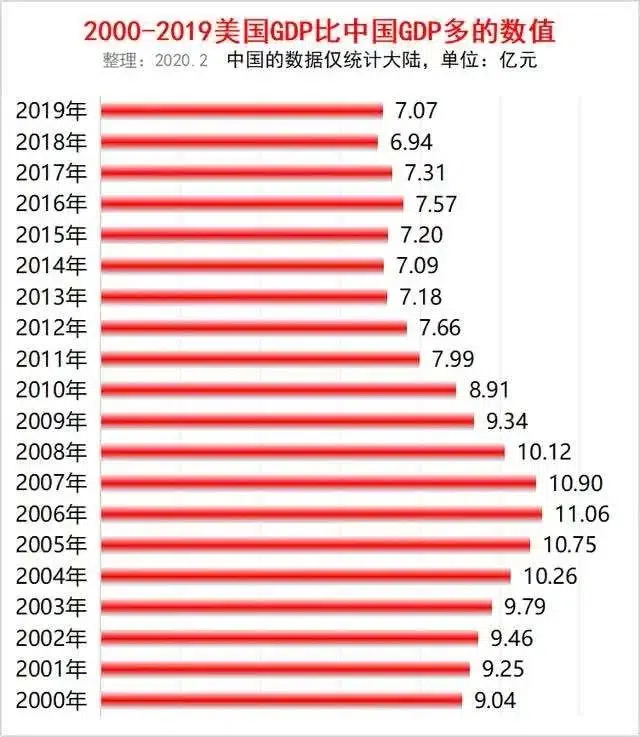 2000-2019美国GDP比中国GDP多的数值
整理：2020.2 中国的数据仅统计大陆，单位：亿元
2019年 7.07
2018年 6.94
2017年 7.31
2016年 7.57
2015年 7.20
2014年 7.09
2013年 7.18
2012年 7.66
2011年 7.99
2010年 8.91
2009年 9.34
2008年 10.12
2007年 10.90
2006年 11.06
2005年 10.75
2004年 10.26
2003年 9.79
2002年 9.46
2001年 9.25
2000年 9.04